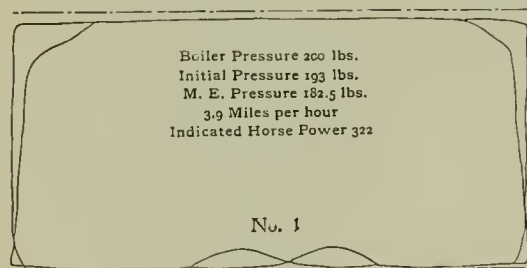 Boiler Pressure 200 lbs.
Initial Pressure 193 lbs.
M. E. Pressure 182.5 lbs.
3.9 Miles per hour
Indicated Horse Power 322
No. 1